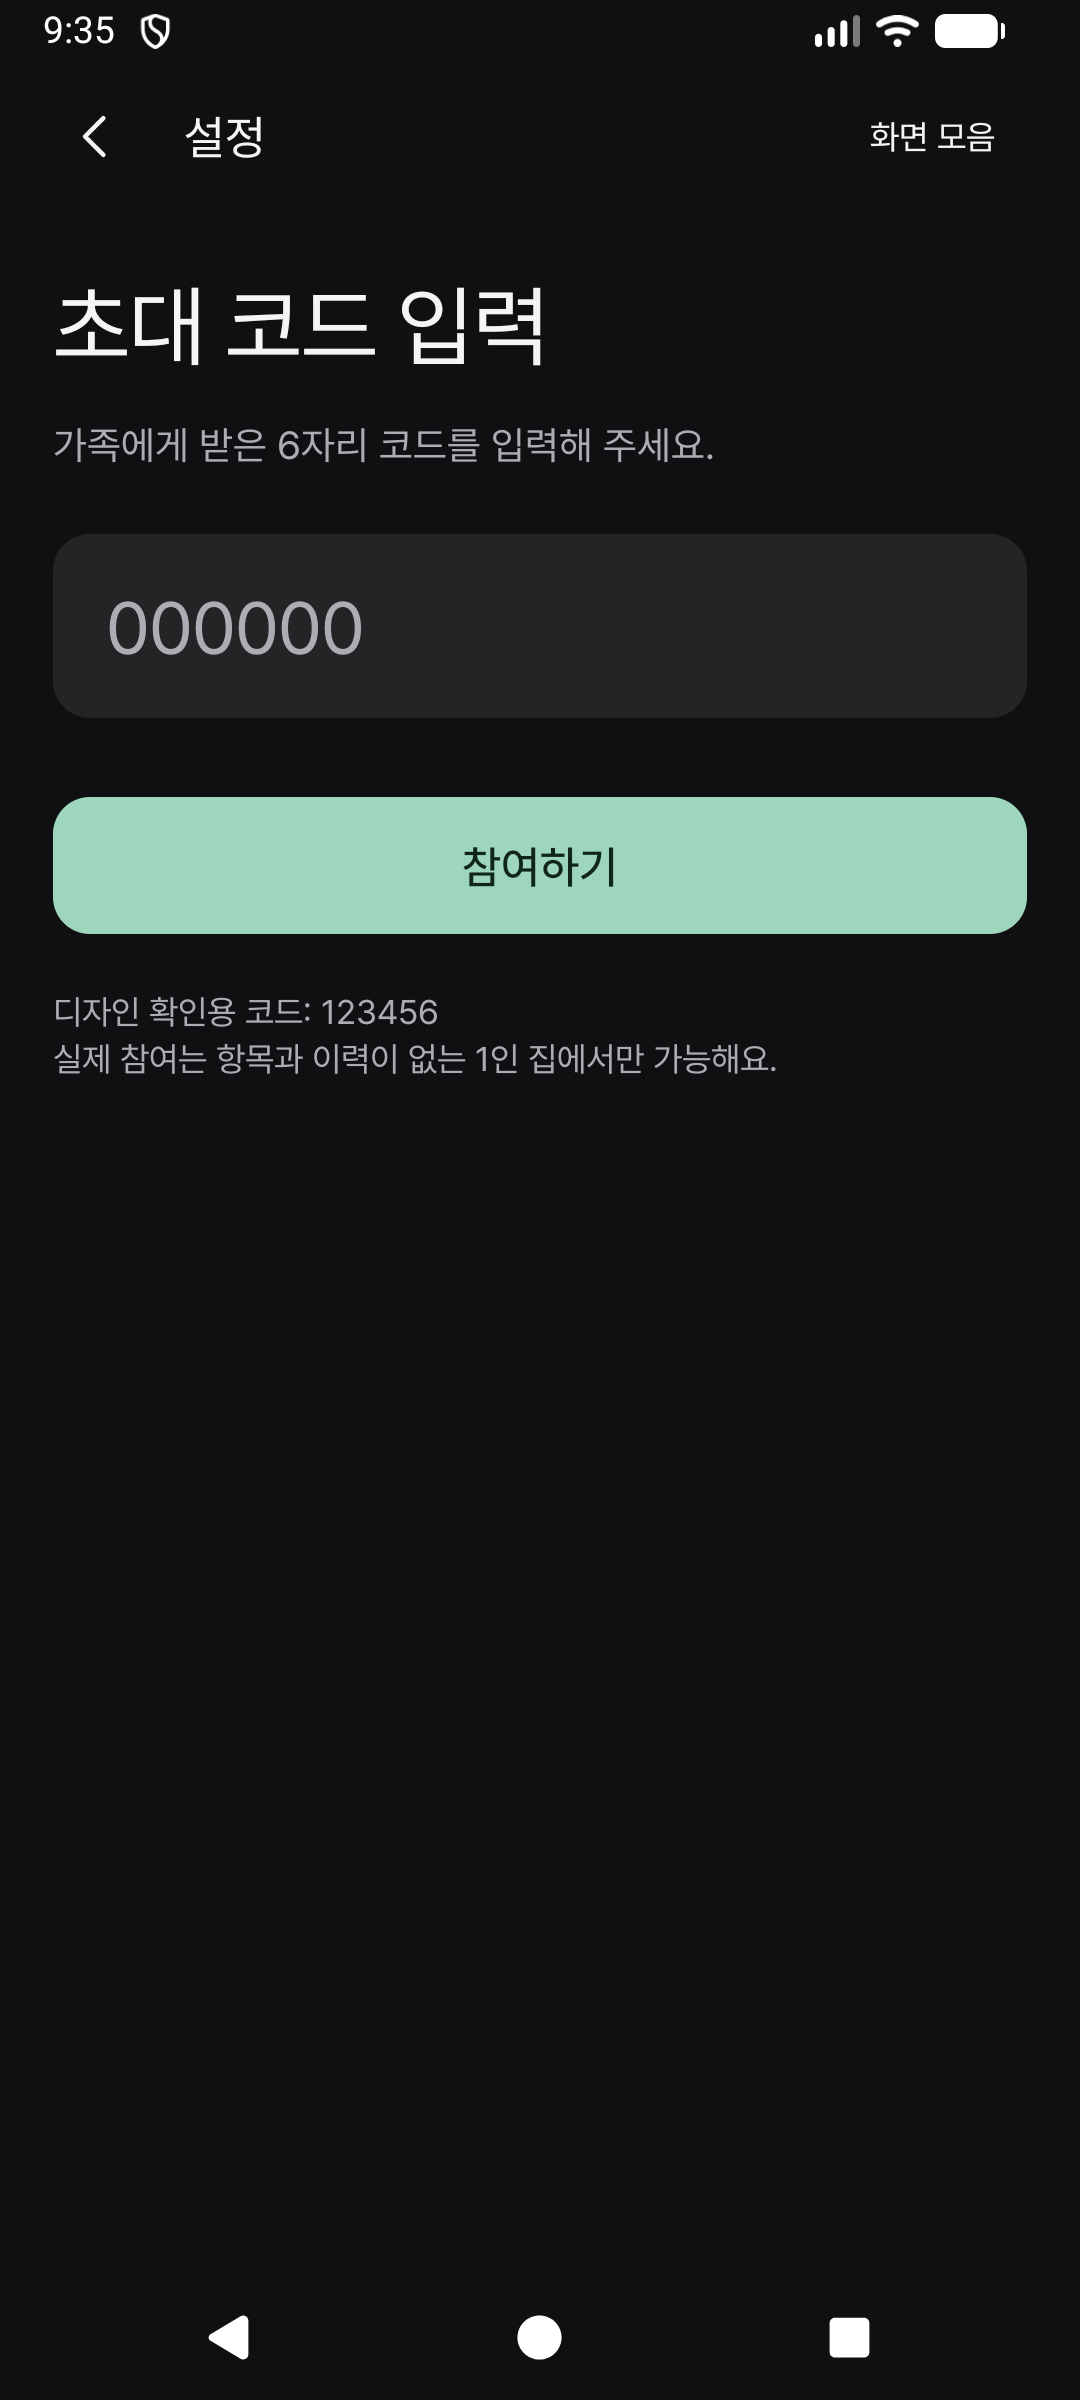 9:35
설정
화면 모음
초대 코드 입력
가족에게 받은 6자리 코드를 입력해 주세요.
000000
참여하기
디자인 확인용 코드: 123456
실제 참여는 항목과 이력이 없는 1인 집에서만 가능해요.